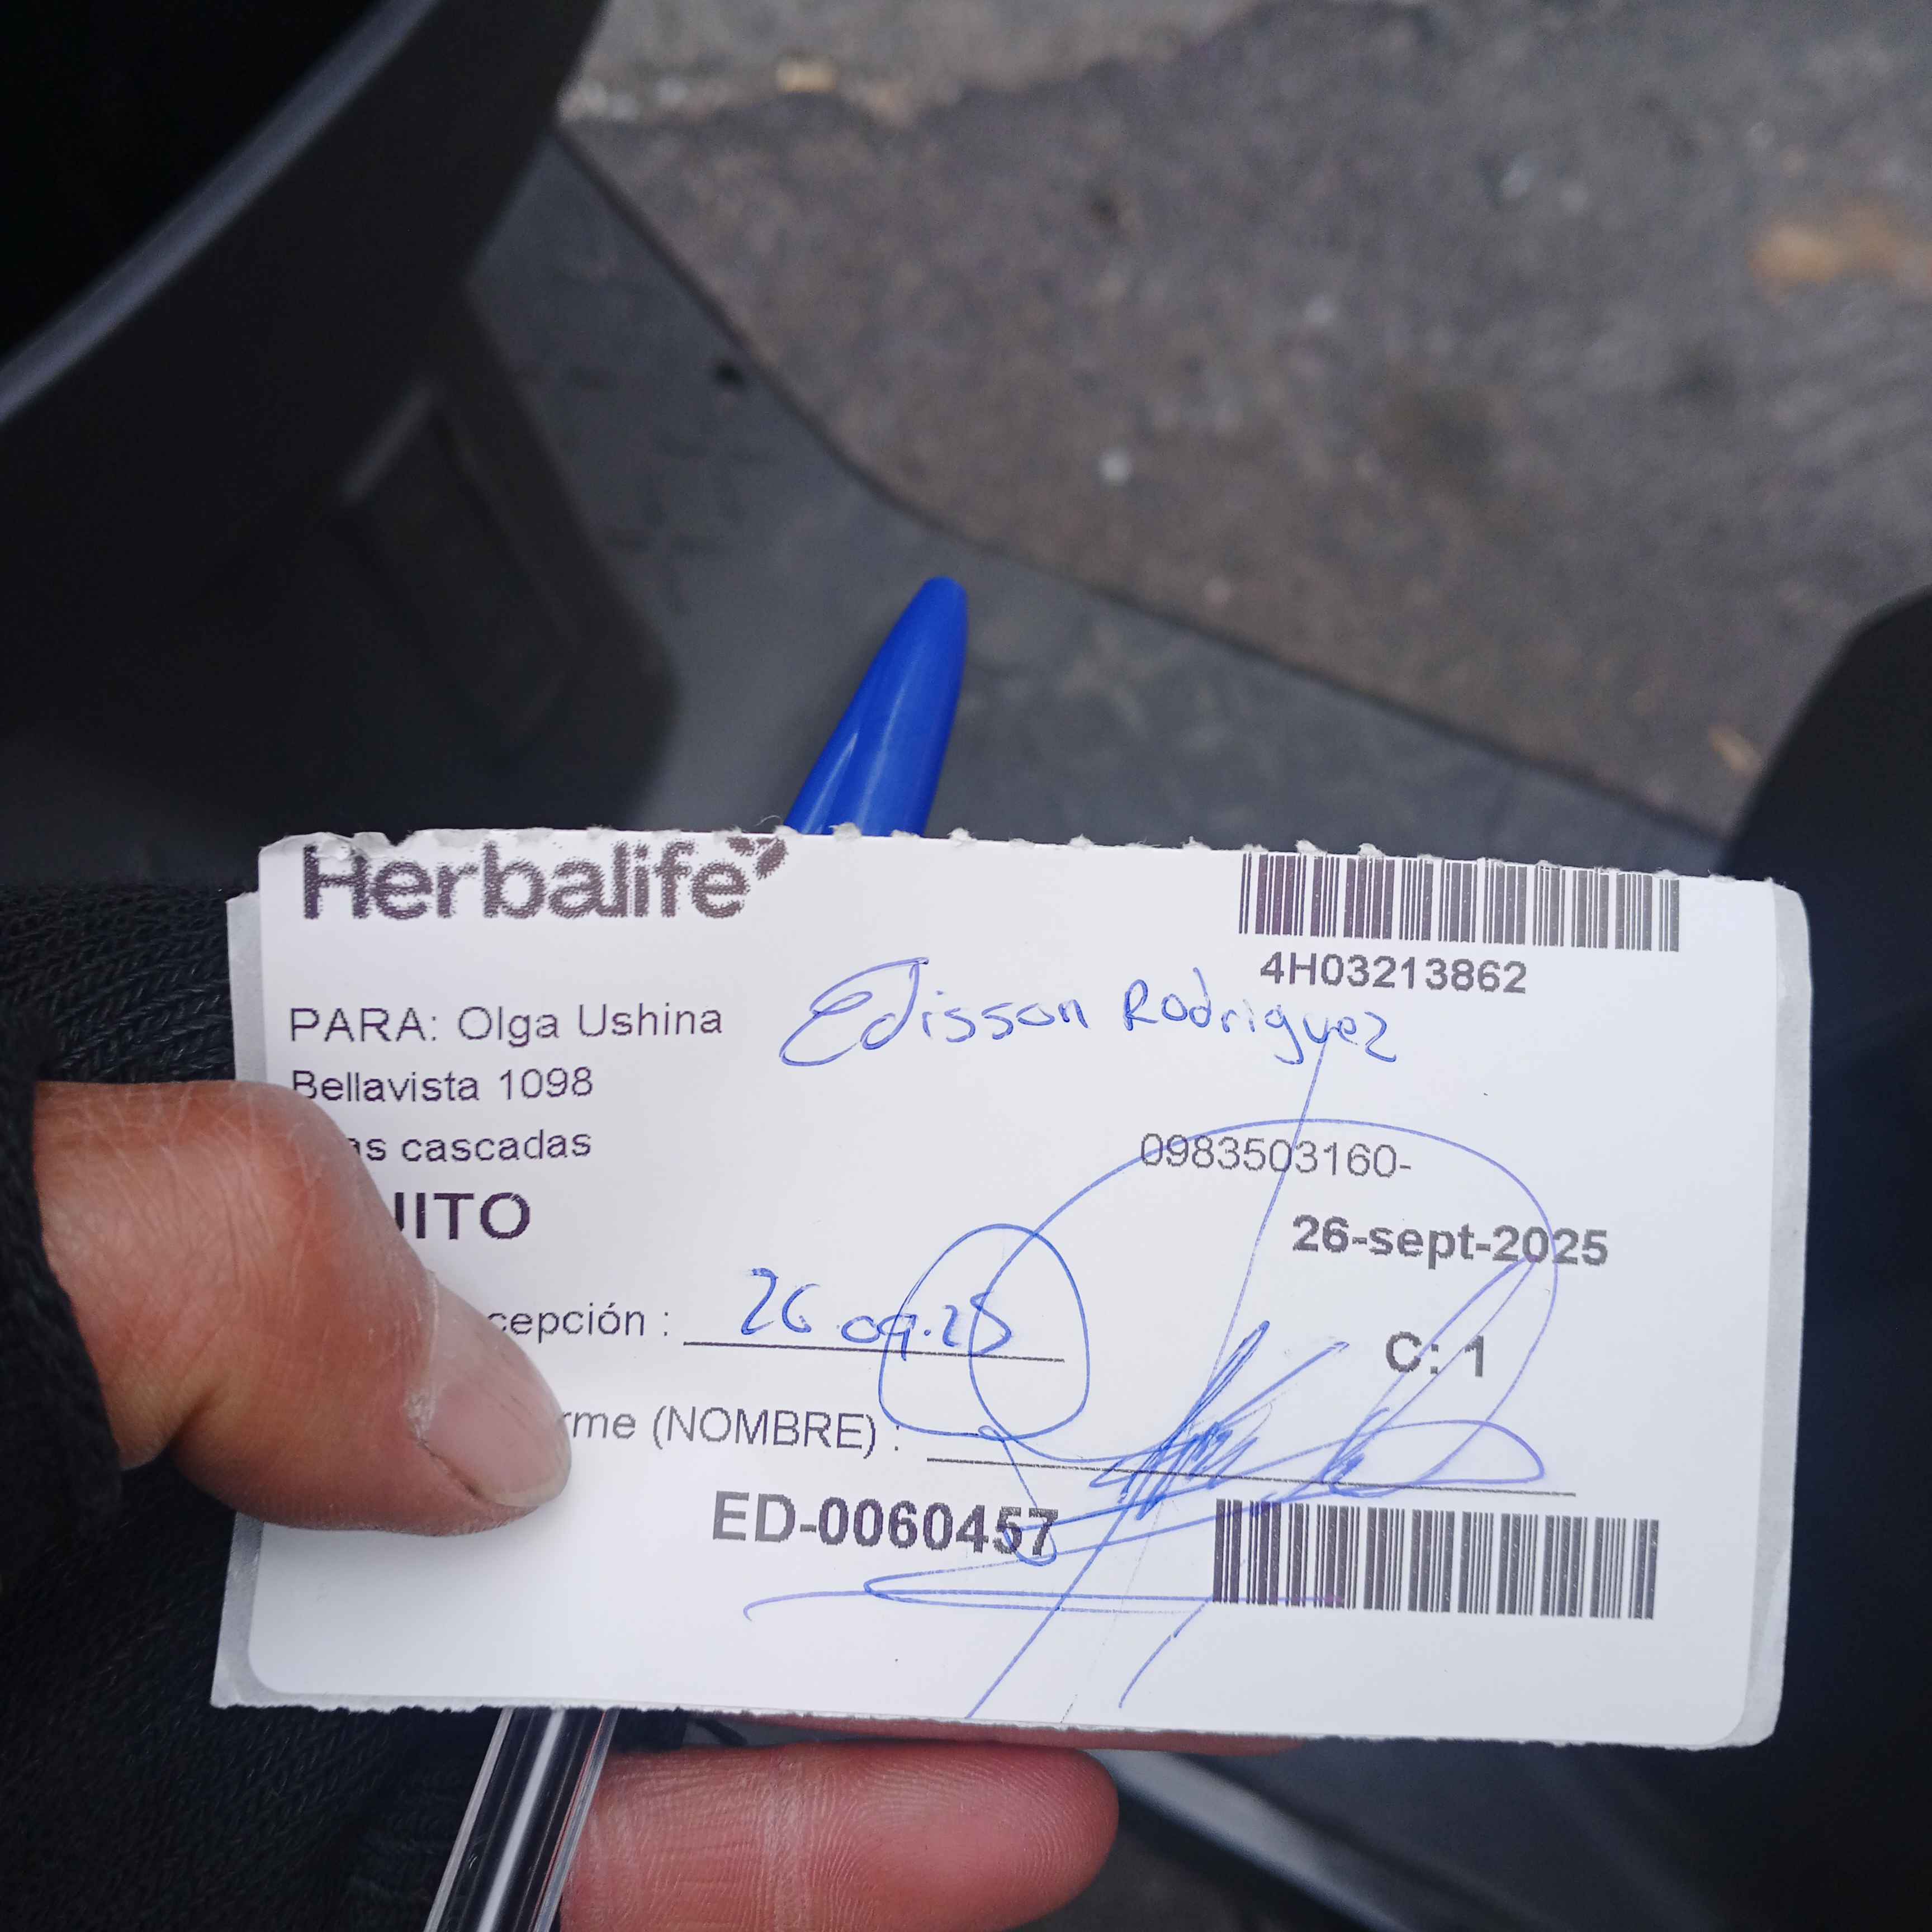 Herbalife
4H03213862
PARA: Olga Ushina
Edisson Rodriguez
Bellavista 1098
as cascadas
0983503160-
UITO
26-sept-2025
cepción : 26.09.25
C: 1
rme (NOMBRE) :
ED-0060457